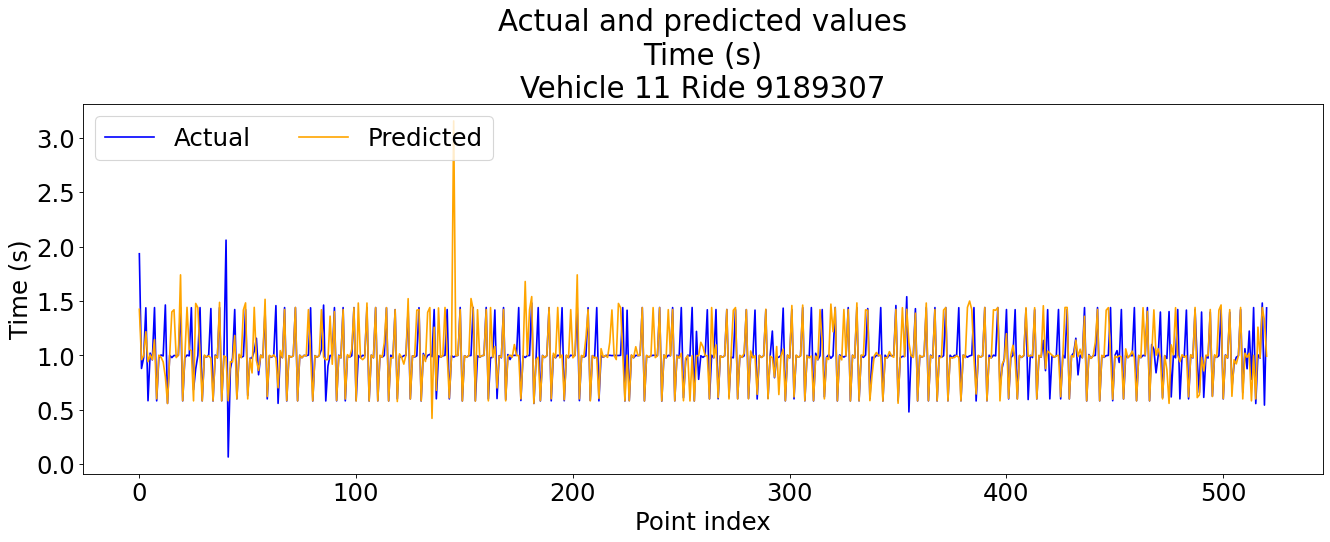 Actual and predicted values
Time (s)
Vehicle 11 Ride 9189307
Actual
Predicted
3.0
2.5
2.0
1.5
1.0
0.5
0.0
Time (s)
0
100
200
300
400
500
Point index